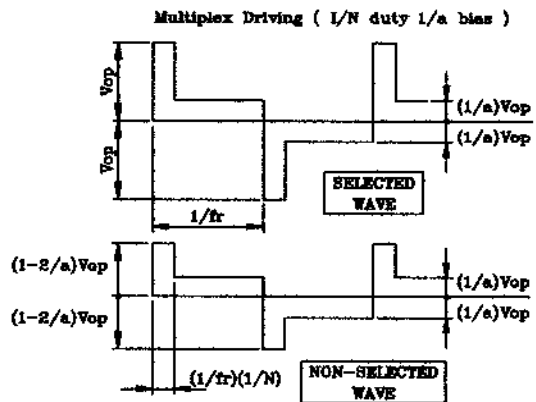 Multiplex Driving ( 1/N duty 1/a bias )
Vop
Vop
(1/a)Vop
(1/a)Vop
SELECTED
WAVE
1/fr
(1-2/a)Vop
(1-2/a)Vop
(1/a)Vop
(1/a)Vop
(1/fr)(1/N)
NON-SELECTED
WAVE